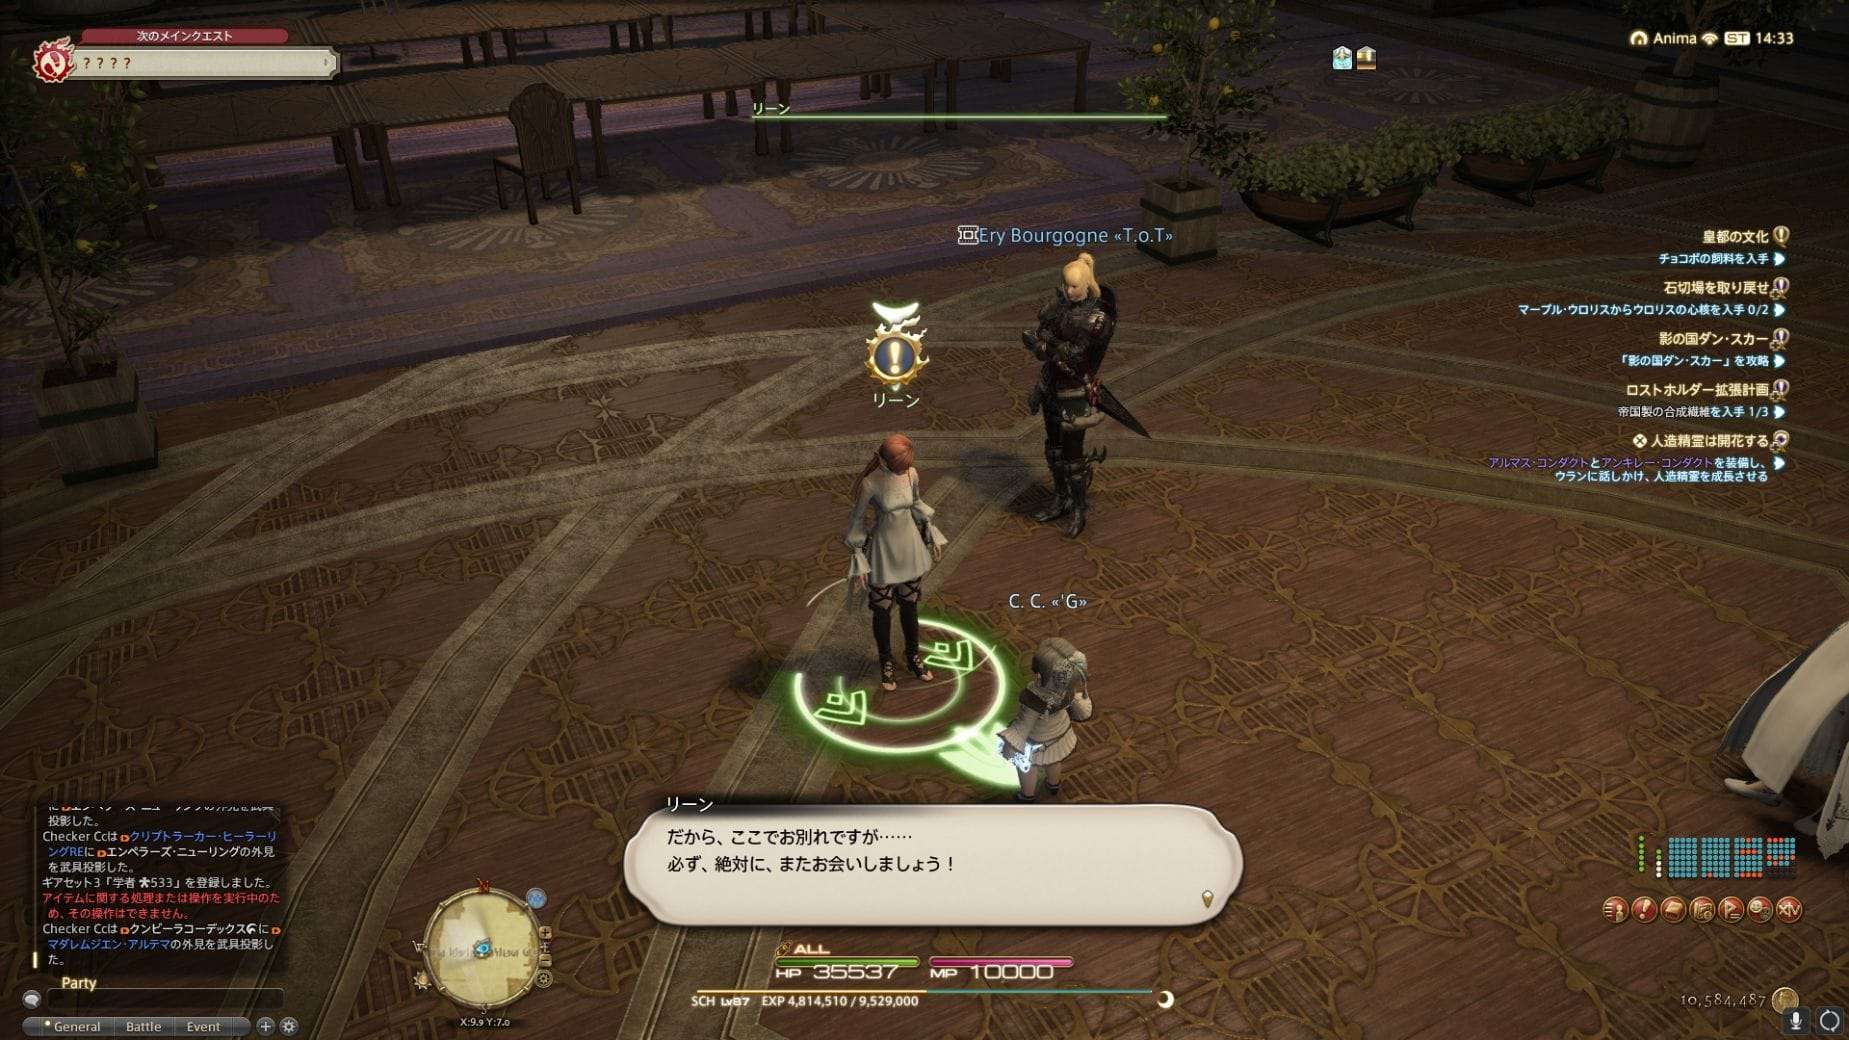 次のメインクエスト
????
リーン
Anima ST 14:33
Ery Bourgogne «T.o.T»
リーン
C. C. «'G»
皇都の文化
チョコボの飼料を入手
石切場を取り戻せ
マーブル・ウロリスからウロリスの心核を入手 0/2
影の国ダン・スカー
「影の国ダン・スカー」を攻略
ロストホルダー拡張計画
帝国製の合成繊維を入手 1/3
人造精霊は開花する
アルマス・コンダクトとアンキレー・コンダクトを装備し、
ウランに話しかけ、人造精霊を成長させる
リーン
だから、ここでお別れですが……
必ず、絶対に、またお会いしましょう!
投影した。
Checker Ccはクリプトラーカー・ヒーラーリ
ングREにエンペラーズ・ニューリングの外見
を武具投影した。
ギアセット3「学者 533」を登録しました。
アイテムに関する処理または操作を実行中のた
め、その操作はできません。
Checker Ccはクンビーラコーデックスに
マダレムジエン・アルテマの外見を武具投影し
た。
Party
General Battle Event
X:9.9 Y:7.0
ALL
HP 35537 MP 10000
SCH Lv87 EXP 4,814,510 / 9,529,000
XIV
10,584,487